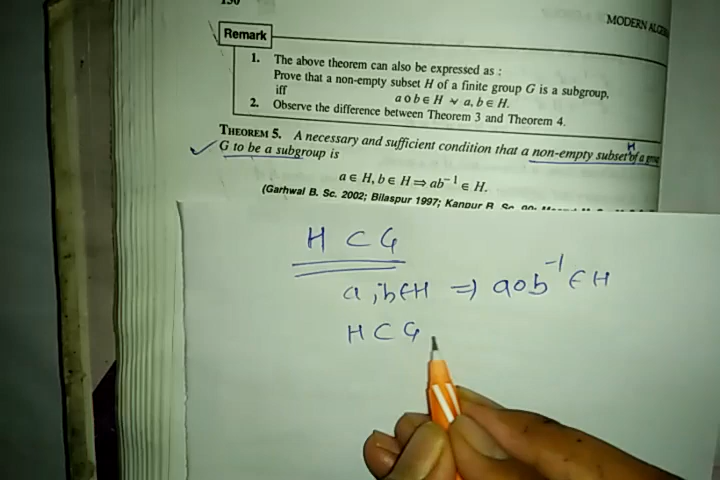 130
MODERN ALGEBRA
Remark
1. The above theorem can also be expressed as :
Prove that a non-empty subset H of a finite group G is a subgroup,
iff
a o b ∈ H ∀ a, b ∈ H.
2. Observe the difference between Theorem 3 and Theorem 4.
THEOREM 5. A necessary and sufficient condition that a non-empty subset H of a group
G to be a subgroup is
a ∈ H, b ∈ H ⇒ ab⁻¹ ∈ H.
(Garhwal B. Sc. 2002; Bilaspur 1997; Kanpur B. Sc.
H ⊂ G
a, b ∈ H ⇒ a o b⁻¹ ∈ H
H ⊂ G